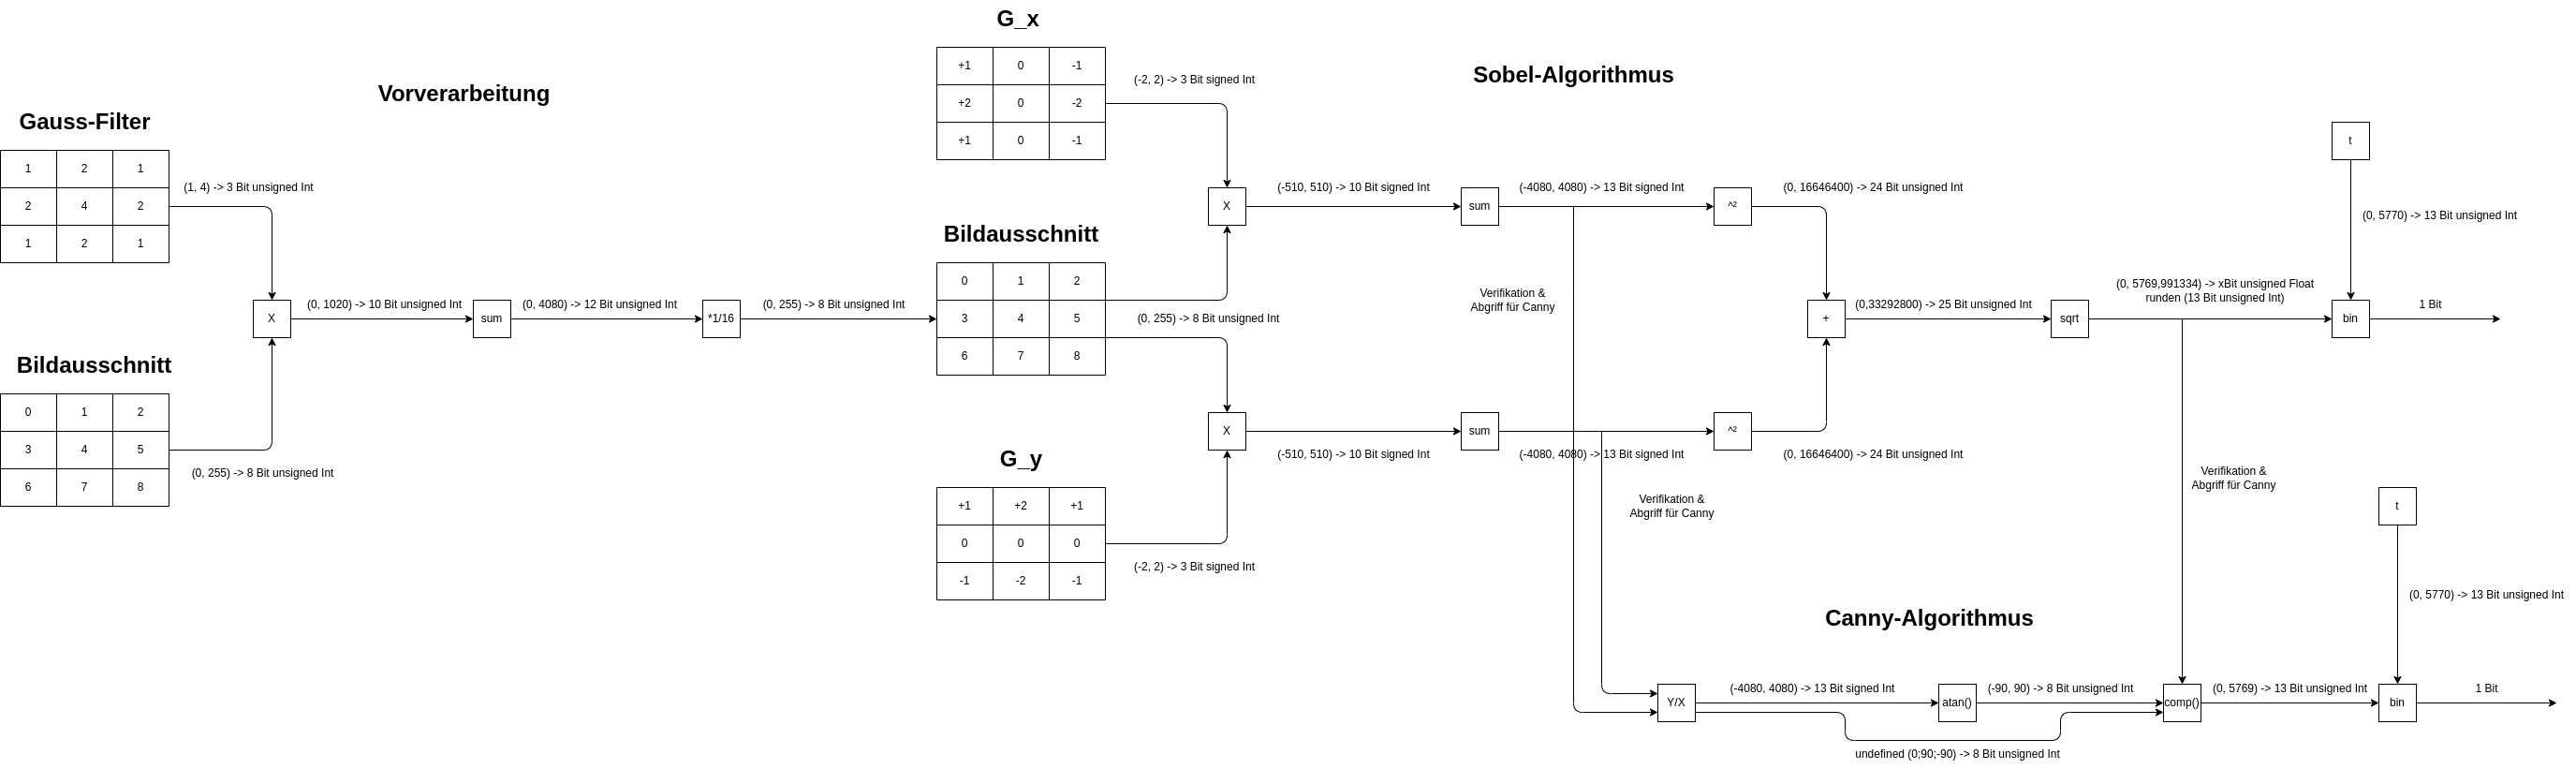 Vorverarbeitung
Gauss-Filter
1 2 1
2 4 2
1 2 1
(1, 4) -> 3 Bit unsigned Int
Bildausschnitt
0 1 2
3 4 5
6 7 8
(0, 255) -> 8 Bit unsigned Int
X
(0, 1020) -> 10 Bit unsigned Int
sum
(0, 4080) -> 12 Bit unsigned Int
*1/16
(0, 255) -> 8 Bit unsigned Int
G_x
+1 0 -1
+2 0 -2
+1 0 -1
(-2, 2) -> 3 Bit signed Int
Bildausschnitt
0 1 2
3 4 5
6 7 8
(0, 255) -> 8 Bit unsigned Int
G_y
+1 +2 +1
0 0 0
-1 -2 -1
(-2, 2) -> 3 Bit signed Int
Sobel-Algorithmus
X
(-510, 510) -> 10 Bit signed Int
sum
(-4080, 4080) -> 13 Bit signed Int
^²
(0, 16646400) -> 24 Bit unsigned Int
Verifikation &
Abgriff für Canny
X
(-510, 510) -> 10 Bit signed Int
sum
(-4080, 4080) -> 13 Bit signed Int
^²
(0, 16646400) -> 24 Bit unsigned Int
Verifikation &
Abgriff für Canny
+
(0,33292800) -> 25 Bit unsigned Int
sqrt
(0, 5769,991334) -> xBit unsigned Float
runden (13 Bit unsigned Int)
t
(0, 5770) -> 13 Bit unsigned Int
bin
1 Bit
Verifikation &
Abgriff für Canny
Canny-Algorithmus
Y/X
(-4080, 4080) -> 13 Bit signed Int
atan()
(-90, 90) -> 8 Bit unsigned Int
undefined (0;90;-90) -> 8 Bit unsigned Int
comp()
(0, 5769) -> 13 Bit unsigned Int
t
(0, 5770) -> 13 Bit unsigned Int
bin
1 Bit